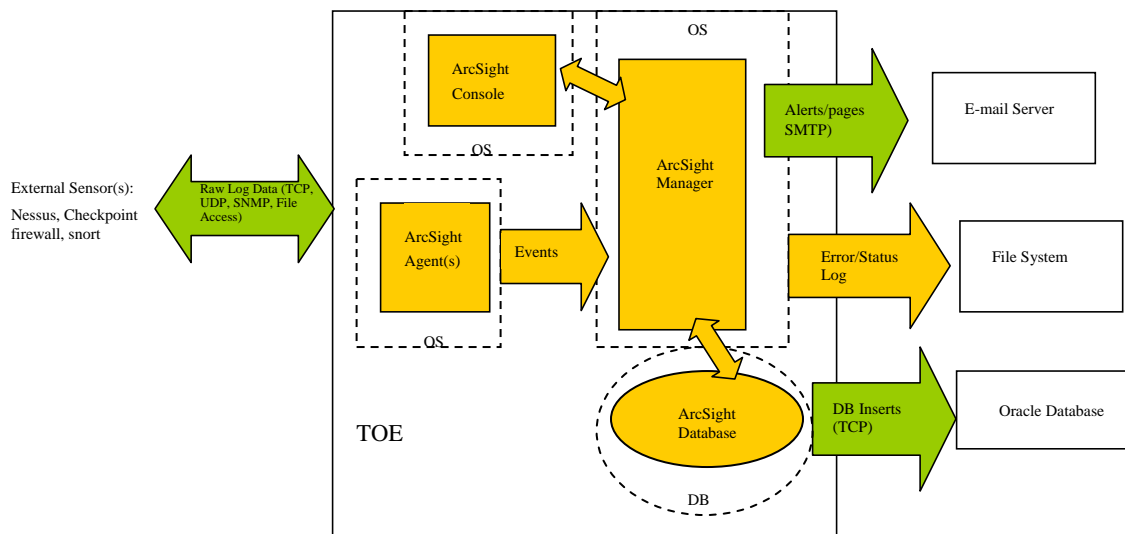 OS
OS
ArcSight
Console
Alerts/pages
SMTP)
E-mail Server
OS
External Sensor(s):
Nessus, Checkpoint
firewall, snort
Raw Log Data (TCP,
UDP, SNMP, File
Access)
ArcSight
Manager
ArcSight
Agent(s)
Events
Error/Status
Log
File System
OS
TOE
ArcSight
Database
DB Inserts
(TCP)
Oracle Database
DB